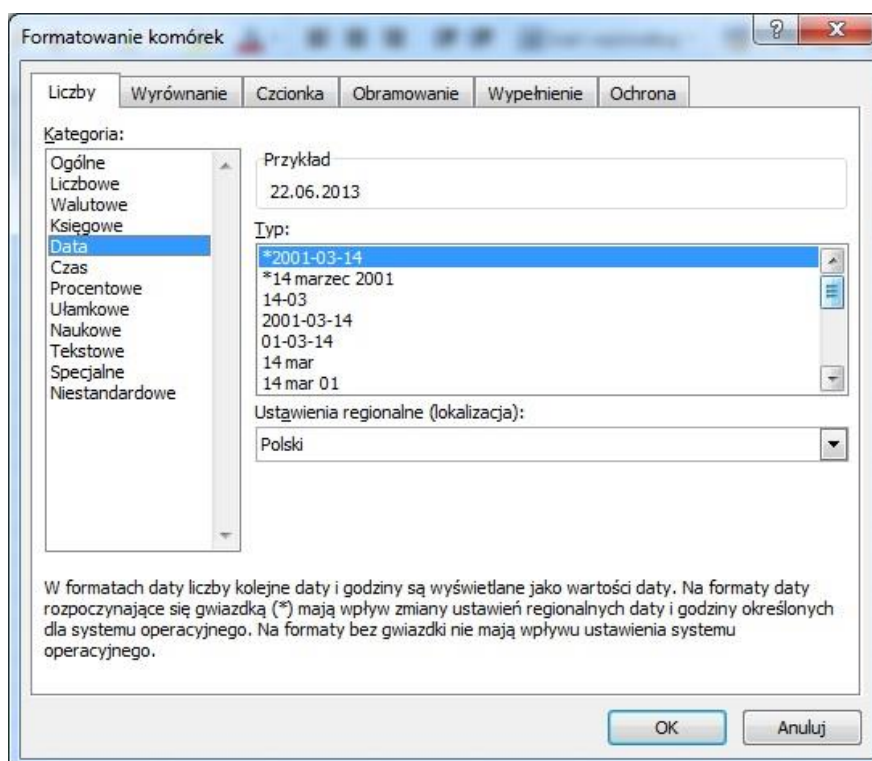 Formatowanie komórek
Liczby Wyrównanie Czcionka Obramowanie Wypełnienie Ochrona
Kategoria:
Ogólne
Liczbowe
Walutowe
Księgowe
Data
Czas
Procentowe
Ułamkowe
Naukowe
Tekstowe
Specjalne
Niestandardowe
Przykład
22.06.2013
Typ:
*2001-03-14
*14 marzec 2001
14-03
2001-03-14
01-03-14
14 mar
14 mar 01
Ustawienia regionalne (lokalizacja):
Polski
W formatach daty liczby kolejne daty i godziny są wyświetlane jako wartości daty. Na formaty daty
rozpoczynające się gwiazdką (*) mają wpływ zmiany ustawień regionalnych daty i godziny określonych
dla systemu operacyjnego. Na formaty bez gwiazdki nie mają wpływu ustawienia systemu
operacyjnego.
OK Anuluj